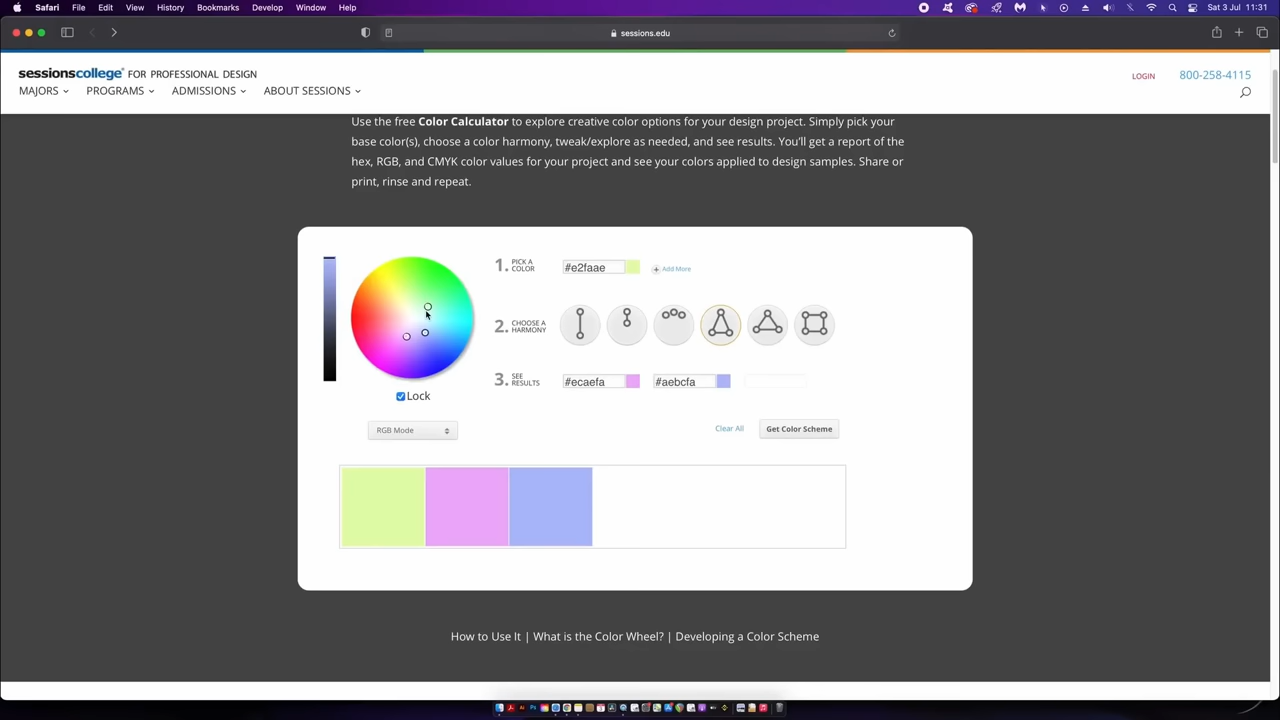 Safari File Edit View History Bookmarks Develop Window Help Sat 3 Jul 11:31
sessions.edu
sessionscollege® FOR PROFESSIONAL DESIGN
LOGIN 800-258-4115
MAJORS PROGRAMS ADMISSIONS ABOUT SESSIONS
Use the free Color Calculator to explore creative color options for your design project. Simply pick your
base color(s), choose a color harmony, tweak/explore as needed, and see results. You'll get a report of the
hex, RGB, and CMYK color values for your project and see your colors applied to design samples. Share or
print, rinse and repeat.
1. PICK A
COLOR
#e2faae
+ Add More
2. CHOOSE A
HARMONY
3. SEE
RESULTS
#ecaefa #aebcfa
Lock
RGB Mode
Clear All Get Color Scheme
How to Use It | What is the Color Wheel? | Developing a Color Scheme